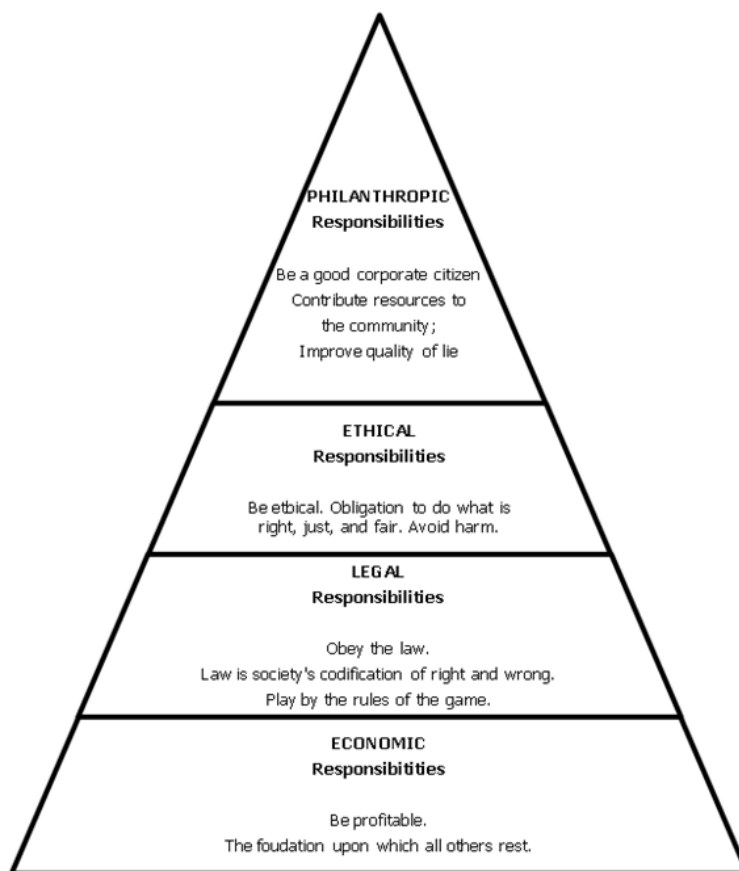 PHILANTHROPIC
Responsibilities
Be a good corporate citizen
Contribute resources to
the community;
Improve quality of lie
ETHICAL
Responsibilities
Be etbical. Obligation to do what is
right, just, and fair. Avoid harm.
LEGAL
Responsibilities
Obey the law.
Law is society's codification of right and wrong.
Play by the rules of the game.
ECONOMIC
Responsibitities
Be profitable.
The foudation upon which all others rest.